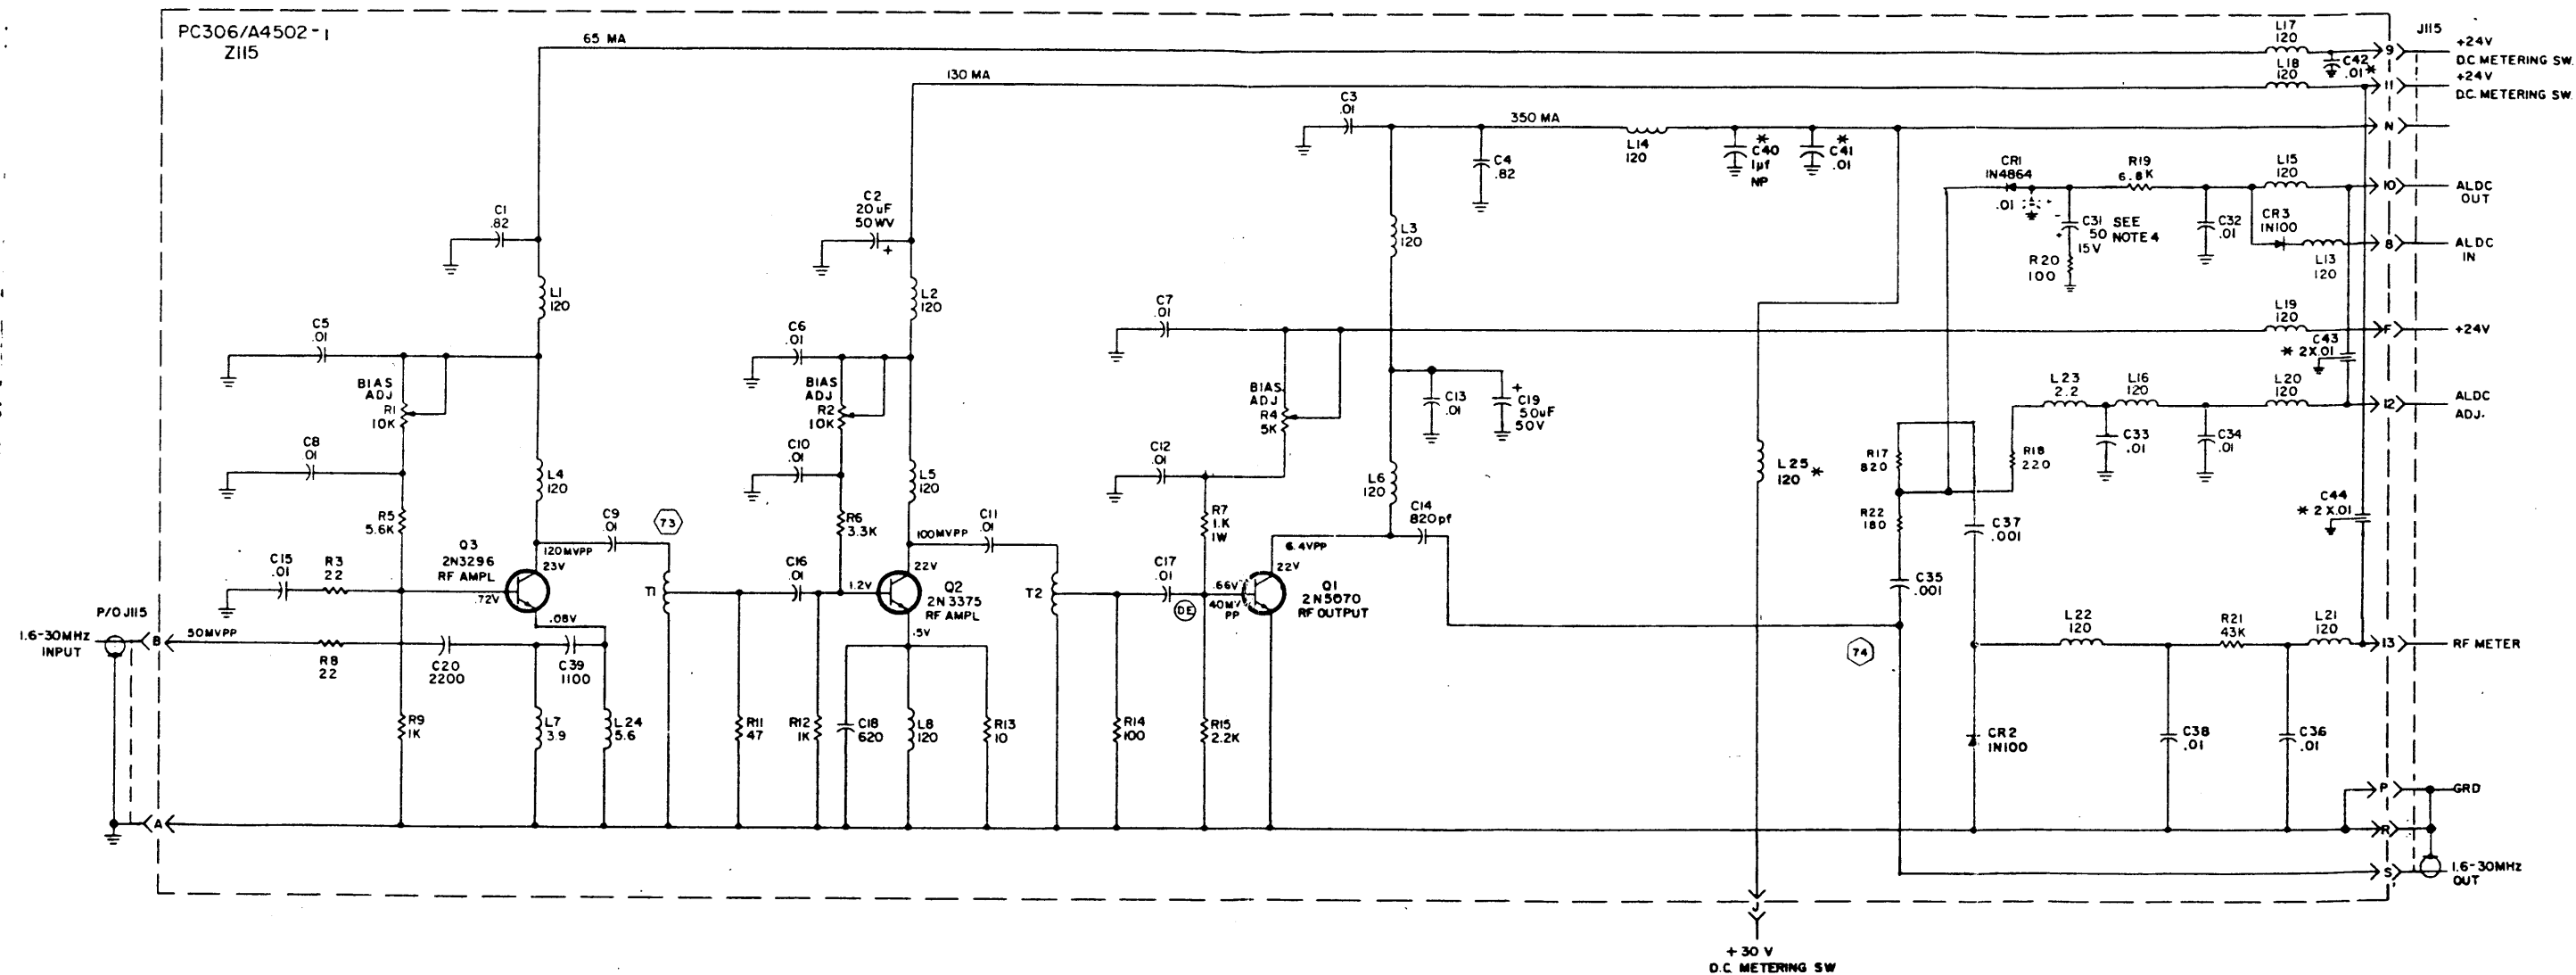 PC306/A4502-1
Z115
65 MA
L17
120
9
J115
+24V
D.C METERING SW.
C42
.01 *
130 MA
L18
120
11
+24V
D.C. METERING SW.
C3
.01
350 MA
L14
120
C4
.82
*
C40
1µf
NP
*
C41
.01
N
CR1
1N4864
R19
6.8K
L15
120
10
ALDC
OUT
.01
C31
50
15V
SEE
NOTE 4
R20
100
C32
.01
CR3
1N100
L13
120
8
ALDC
IN
C1
.82
C2
20uF
50WV
+
L3
120
L1
120
L2
120
C5
.01
C6
.01
C7
.01
L19
120
F
+24V
C43
* 2X.01
BIAS
ADJ
R1
10K
BIAS
ADJ
R2
10K
BIAS
ADJ
R4
5K
C13
.01
+
C19
50uF
50V
L23
2.2
L16
120
L20
120
12
ALDC
ADJ.
C33
.01
C34
.01
C8
.01
C10
.01
C12
.01
L4
120
L5
120
L6
120
L25 *
120
R17
820
R18
220
R5
5.6K
C9
.01
73
R6
3.3K
C11
.01
R7
1.K
1W
C14
820pf
R22
180
C37
.001
C44
* 2X.01
Q3
2N3296
RF AMPL
120MVPP
23V
.72V
.08V
100MVPP
22V
1.2V
.5V
Q2
2N3375
RF AMPL
6.4VPP
22V
.66V
40MV
PP
Q1
2N5070
RF OUTPUT
C15
.01
R3
22
C16
.01
T1
T2
C17
.01
DE
C35
.001
P/O J115
1.6-30MHz
INPUT
B
50MVPP
R8
22
C20
2200
C39
1100
74
L22
120
R21
43K
L21
120
13
RF METER
R9
1K
L7
3.9
L24
5.6
R11
47
R12
1K
C18
620
L8
120
R13
10
R14
100
R15
2.2K
CR2
1N100
C38
.01
C36
.01
P
GRD
A
R
S
1.6-30MHz
OUT
J
+30 V
D.C. METERING SW